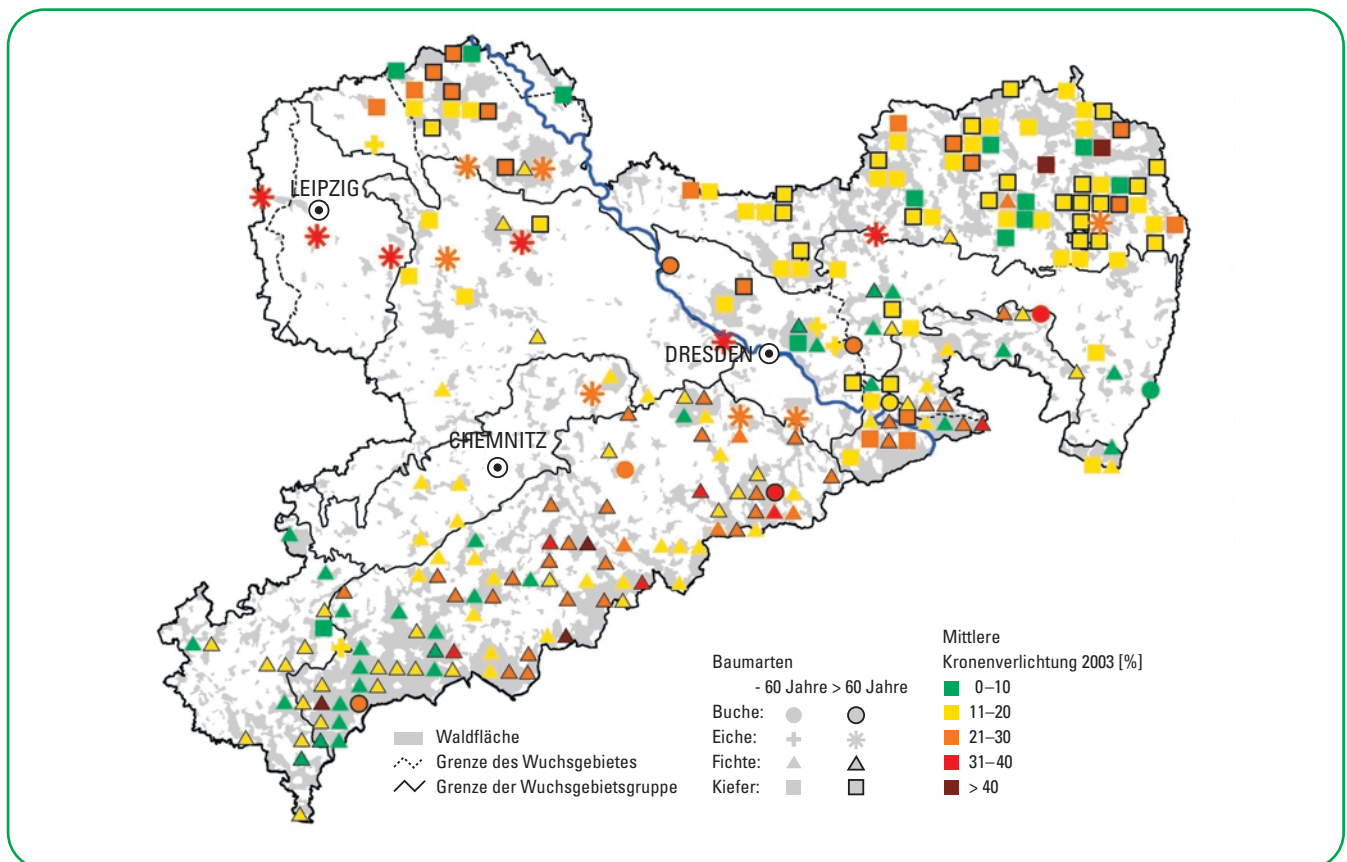 LEIPZIG
DRESDEN
CHEMNITZ
Waldfläche
Grenze des Wuchsgebietes
Grenze der Wuchsgebietsgruppe
Baumarten
- 60 Jahre > 60 Jahre
Buche:
Eiche:
Fichte:
Kiefer:
Mittlere
Kronenverlichtung 2003 [%]
0–10
11–20
21–30
31–40
> 40